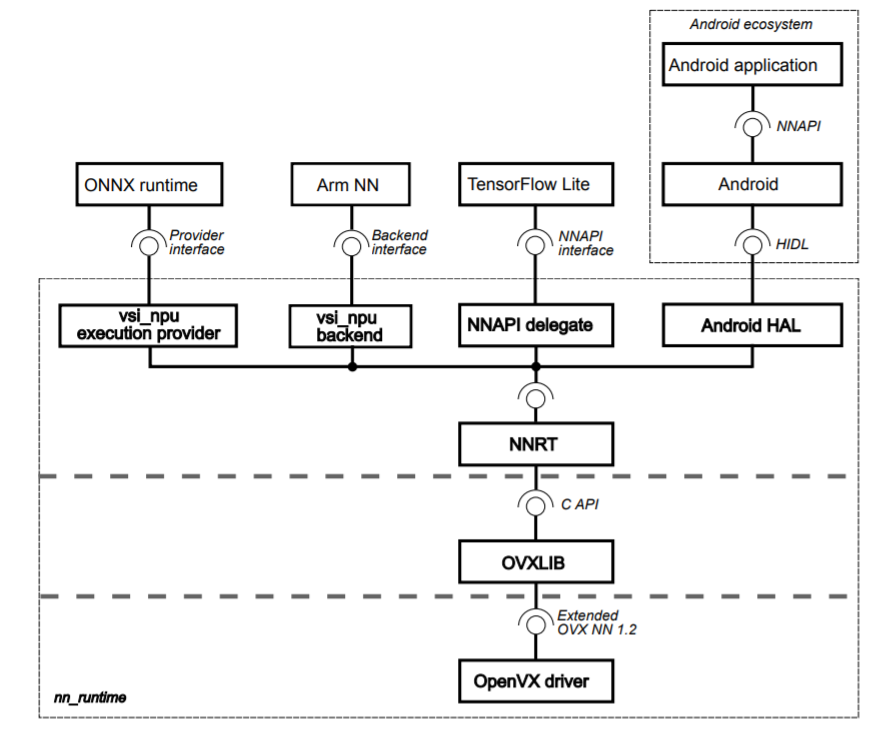 Android ecosystem
Android application
NNAPI
ONNX runtime
Arm NN
TensorFlow Lite
Android
Provider
interface
Backend
interface
NNAPI
interface
HIDL
vsi_npu
execution provider
vsi_npu
backend
NNAPI delegate
Android HAL
NNRT
C API
OVXLIB
Extended
OVX NN 1.2
OpenVX driver
nn_runtime